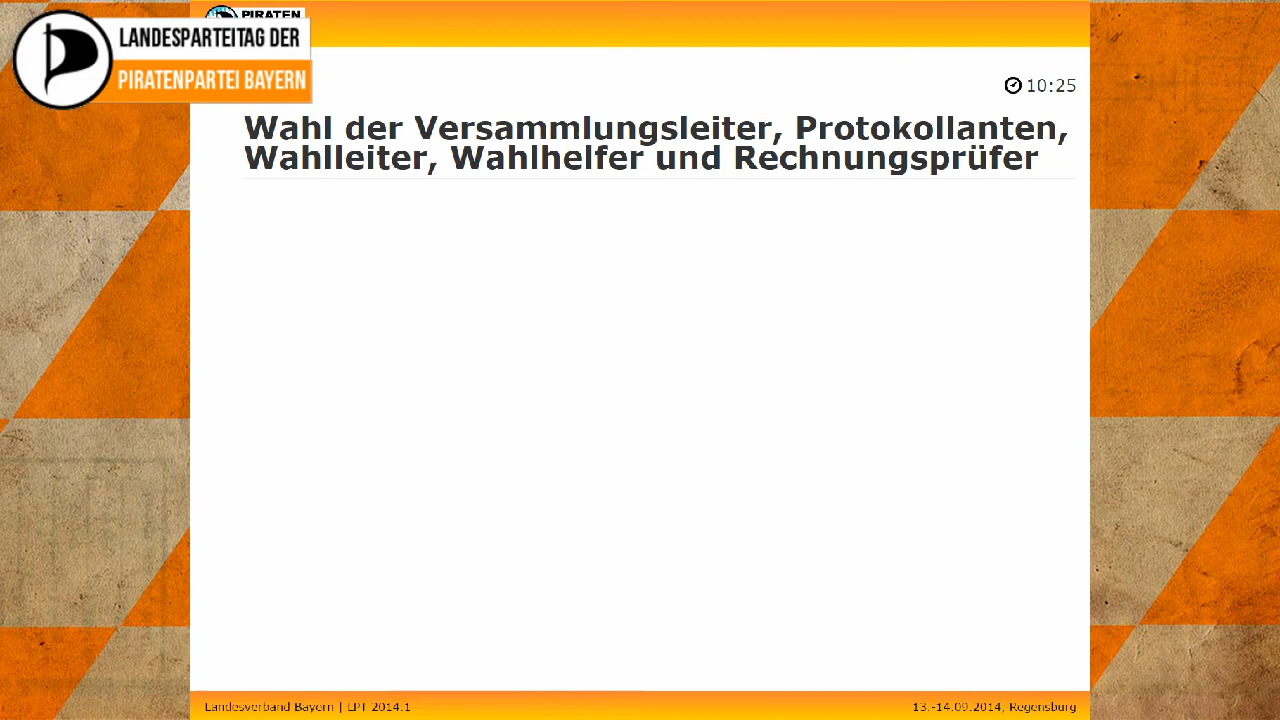 PIRATEN
LANDESPARTEITAG DER
PIRATENPARTEI BAYERN
10:25
Wahl der Versammlungsleiter, Protokollanten,
Wahlleiter, Wahlhelfer und Rechnungsprüfer
Landesverband Bayern | LPT 2014.1
13.-14.09.2014, Regensburg